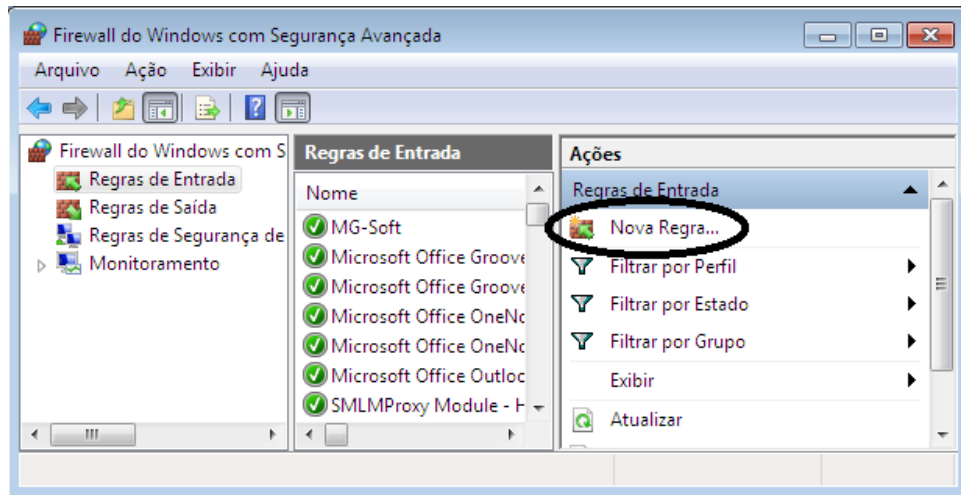 Firewall do Windows com Segurança Avançada
Arquivo Ação Exibir Ajuda
Firewall do Windows com S
Regras de Entrada
Regras de Saída
Regras de Segurança de
Monitoramento
Regras de Entrada
Nome
MG-Soft
Microsoft Office Groove
Microsoft Office Groove
Microsoft Office OneNo
Microsoft Office OneNo
Microsoft Office Outloc
SMLMProxy Module - H
Ações
Regras de Entrada
Nova Regra...
Filtrar por Perfil
Filtrar por Estado
Filtrar por Grupo
Exibir
Atualizar